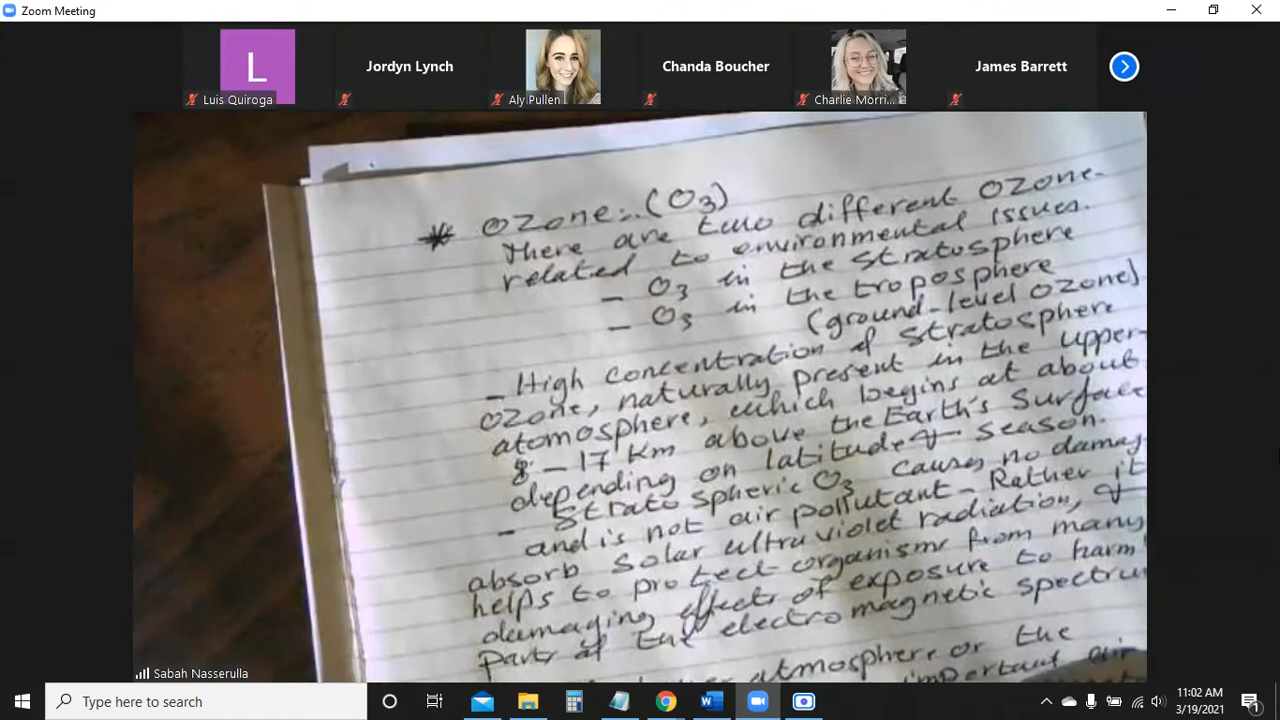 Zoom Meeting
L
Luis Quiroga
Jordyn Lynch
Aly Pullen
Chanda Boucher
Charlie Morri...
James Barrett
* Ozone:. (O3)
There are two different Ozone
related to environmental issues.
- O3 in the stratosphere
- O3 in the troposphere
(ground-level Ozone)
- High concentration of Stratosphere
Ozone, naturally present in the upper
atomosphere, which begins at about
8 - 17 Km above the Earth's Surface
depending on latitude & season.
- Stratospheric O3 causes no damag
and is not air pollutant - Rather it
absorb solar ultraviolet radiation, &
helps to protect organisms from many
damaging effects of exposure to harm
parts of the electromagnetic spectru
atmosphere or the
important air
Sabah Nasserulla
Type here to search
11:02 AM
3/19/2021
1